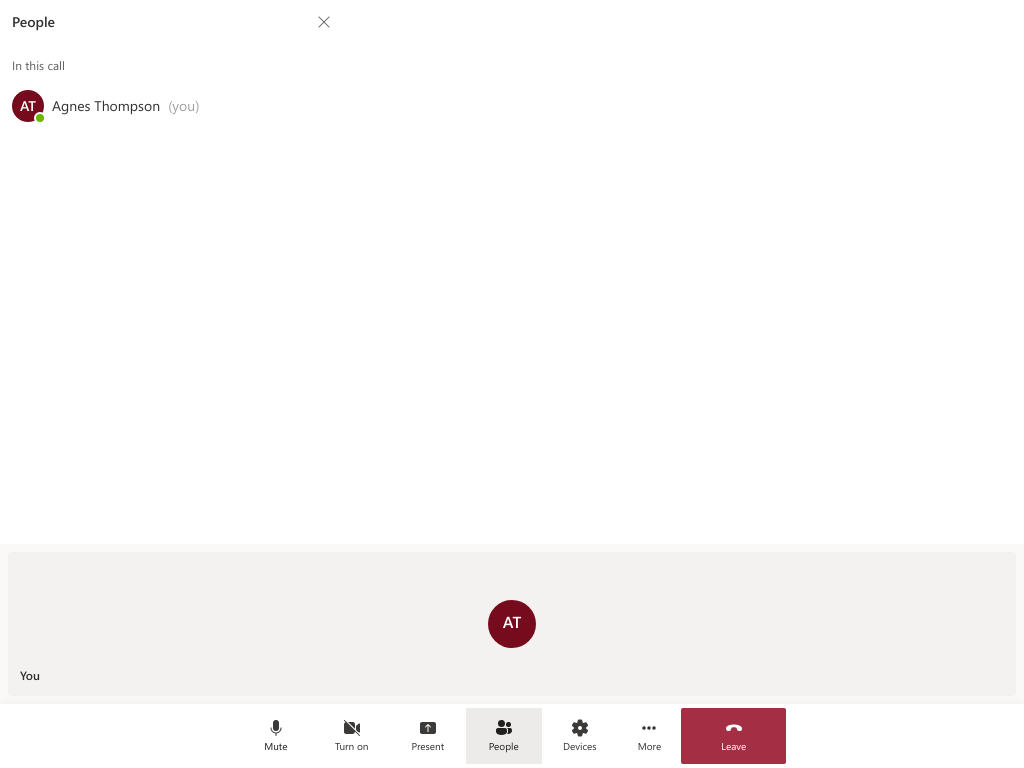 People
In this call
AT Agnes Thompson (you)
AT
You
Mute Turn on Present People Devices More Leave